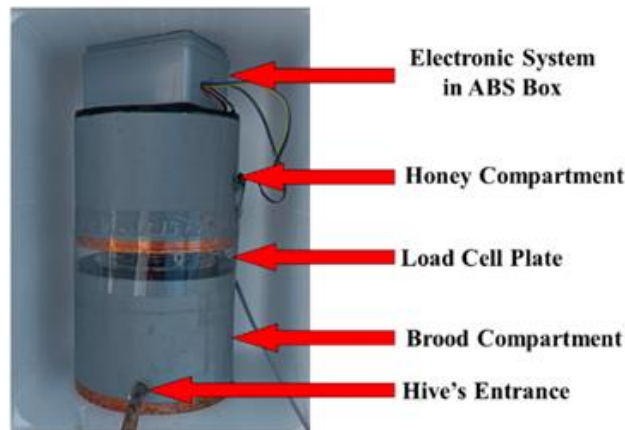 Electronic System
in ABS Box
Honey Compartment
Load Cell Plate
Brood Compartment
Hive's Entrance